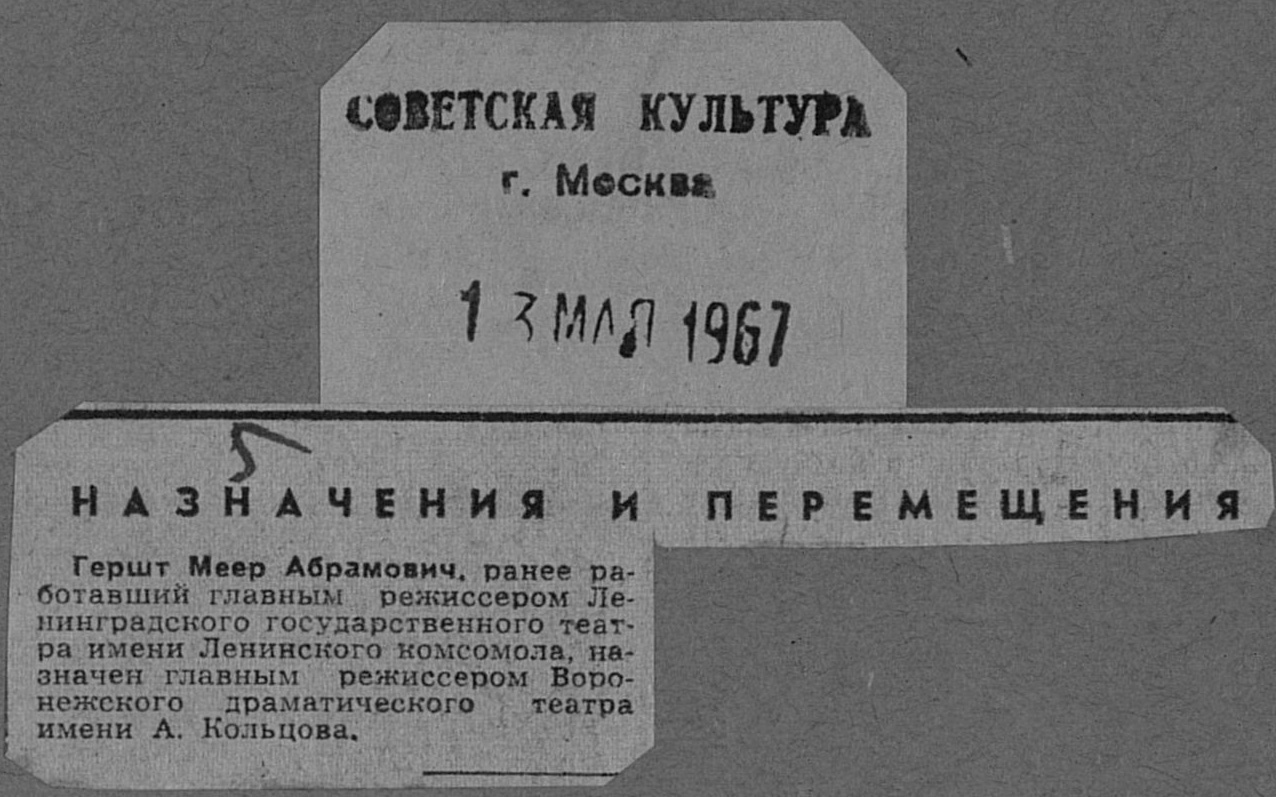 СОВЕТСКАЯ КУЛЬТУРА
г. Москва
13 МАЯ 1967
НАЗНАЧЕНИЯ И ПЕРЕМЕЩЕНИЯ
Гершт Меер Абрамович, ранее ра-
ботавший главным режиссером Ле-
нинградского государственного теат-
ра имени Ленинского комсомола, на-
значен главным режиссером Воро-
нежского драматического театра
имени А. Кольцова.